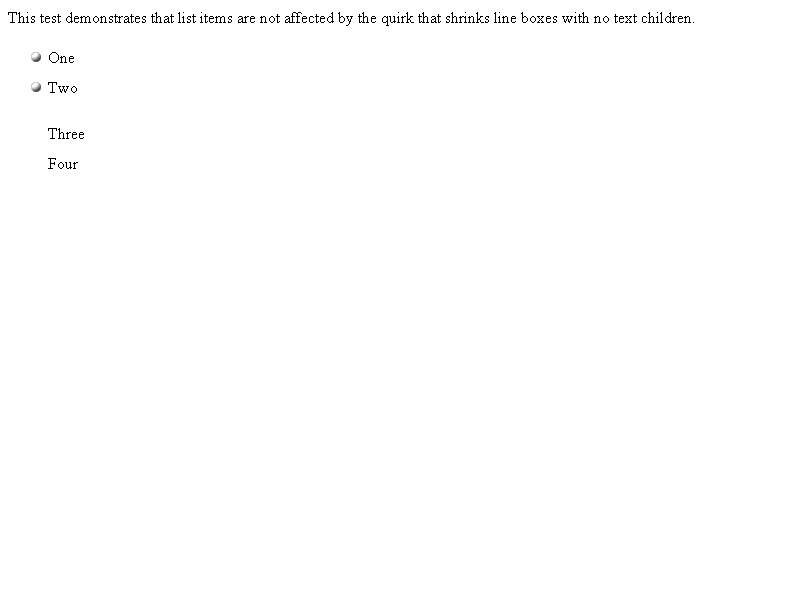 This test demonstrates that list items are not affected by the quirk that shrinks line boxes with no text children.
One
Two
Three
Four